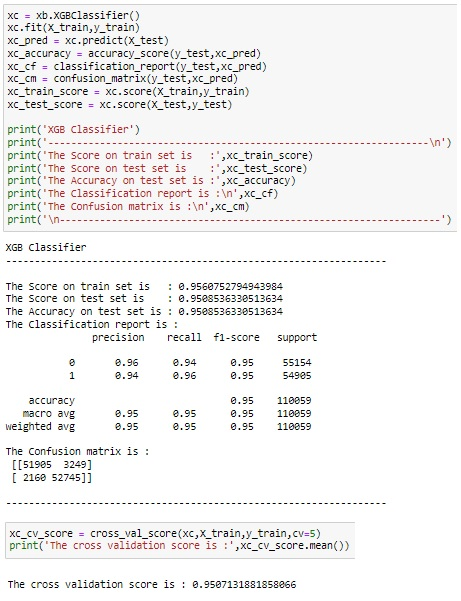 xc = xb.XGBClassifier()
xc.fit(X_train,y_train)
xc_pred = xc.predict(X_test)
xc_accuracy = accuracy_score(y_test,xc_pred)
xc_cf = classification_report(y_test,xc_pred)
xc_cm = confusion_matrix(y_test,xc_pred)
xc_train_score = xc.score(X_train,y_train)
xc_test_score = xc.score(X_test,y_test)
print('XGB Classifier')
print('---------------------------------------------------------------\n')
print('The Score on train set is   :',xc_train_score)
print('The Score on test set is    :',xc_test_score)
print('The Accuracy on test set is :',xc_accuracy)
print('The Classification report is :\n',xc_cf)
print('The Confusion matrix is :\n',xc_cm)
print('\n---------------------------------------------------------------')
XGB Classifier
---------------------------------------------------------------
The Score on train set is   : 0.9560752794943984
The Score on test set is    : 0.9508536330513634
The Accuracy on test set is : 0.9508536330513634
The Classification report is :
precision    recall  f1-score   support
0       0.96      0.94      0.95     55154
1       0.94      0.96      0.95     54905
accuracy                           0.95    110059
macro avg       0.95      0.95      0.95    110059
weighted avg       0.95      0.95      0.95    110059
The Confusion matrix is :
[[51905  3249]
[ 2160 52745]]
---------------------------------------------------------------
xc_cv_score = cross_val_score(xc,X_train,y_train,cv=5)
print('The cross validation score is :',xc_cv_score.mean())
The cross validation score is : 0.9507131881858066